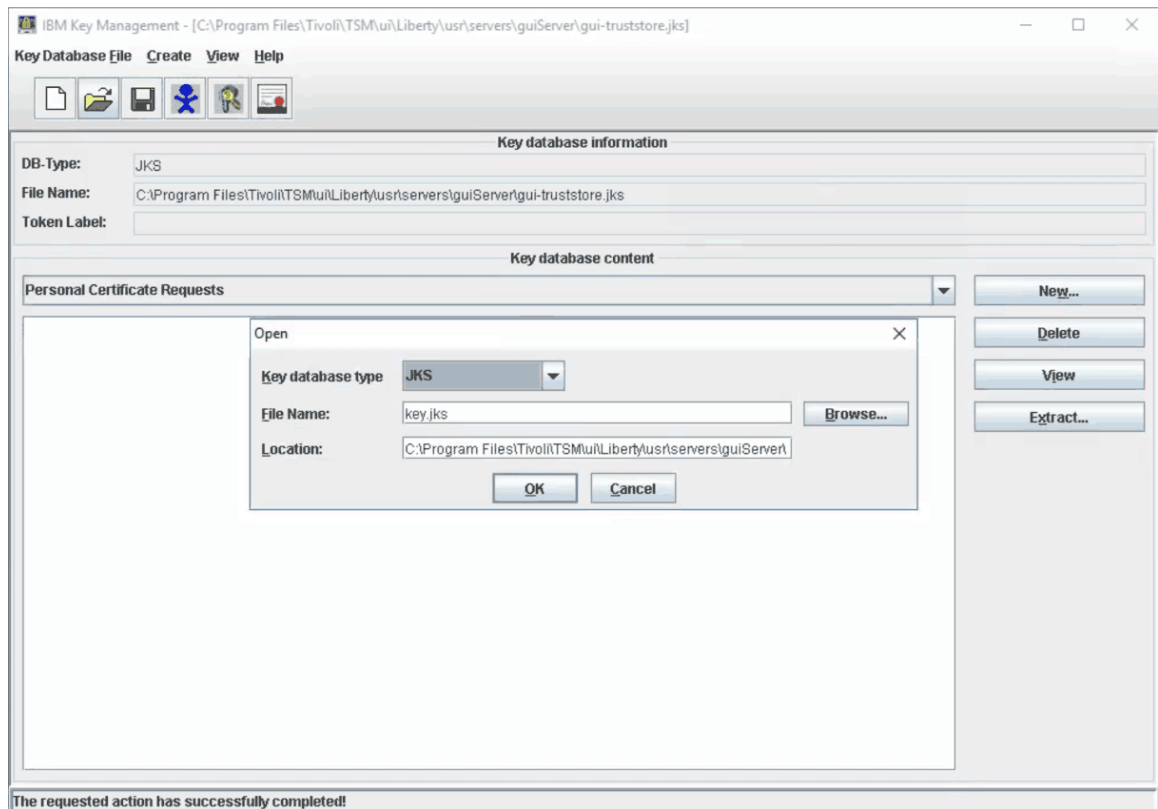 IBM Key Management - [C:\Program Files\Tivoli\TSM\ui\Liberty\usr\servers\guiServer\gui-truststore.jks]
Key Database File Create View Help
Key database information
DB-Type: JKS
File Name: C:\Program Files\Tivoli\TSM\ui\Liberty\usr\servers\guiServer\gui-truststore.jks
Token Label:
Key database content
Personal Certificate Requests
New...
Open
Delete
Key database type JKS
View
File Name: key.jks Browse...
Extract...
Location: C:\Program Files\Tivoli\TSM\ui\Liberty\usr\servers\guiServer\
OK Cancel
The requested action has successfully completed!